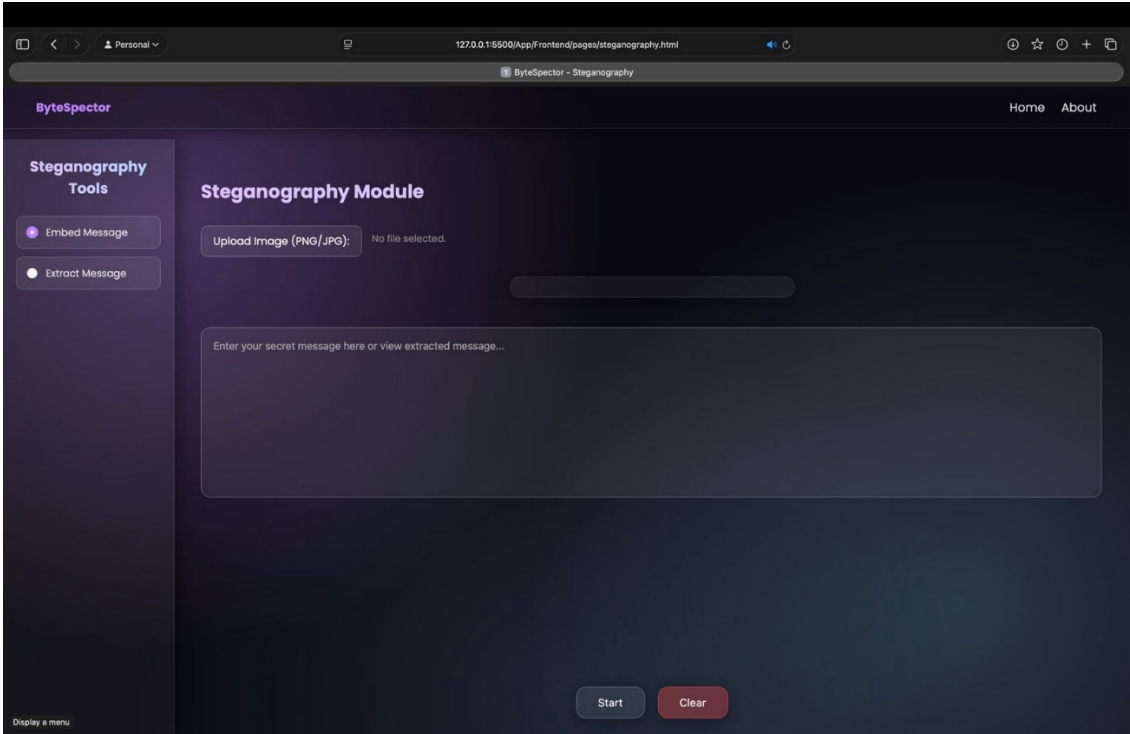 Personal
127.0.0.1:5500/App/Frontend/pages/steganography.html
1 ByteSpector - Steganography
ByteSpector
Home About
Steganography
Tools
Embed Message
Extract Message
Steganography Module
Upload Image (PNG/JPG): No file selected.
Enter your secret message here or view extracted message...
Start Clear
Display a menu